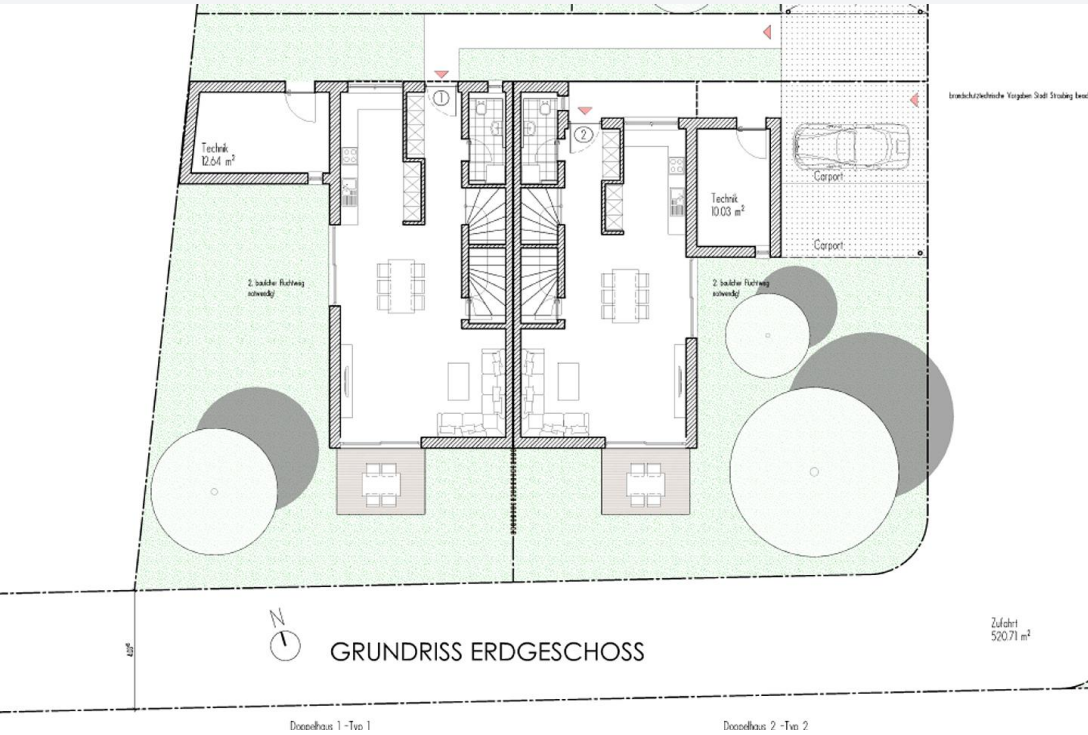 brandschutztechnische Vorgaben Stadt Straubing beac
1
2
Technik
12.64 m²
Carport
Technik
10.03 m²
Carport
2. baulicher Fluchtweg
notwendig!
2. baulicher Fluchtweg
notwendig!
N
GRUNDRISS ERDGESCHOSS
Zufahrt
520.71 m²
Doppelhaus 1 -Typ 1
Doppelhaus 2 -Typ 2